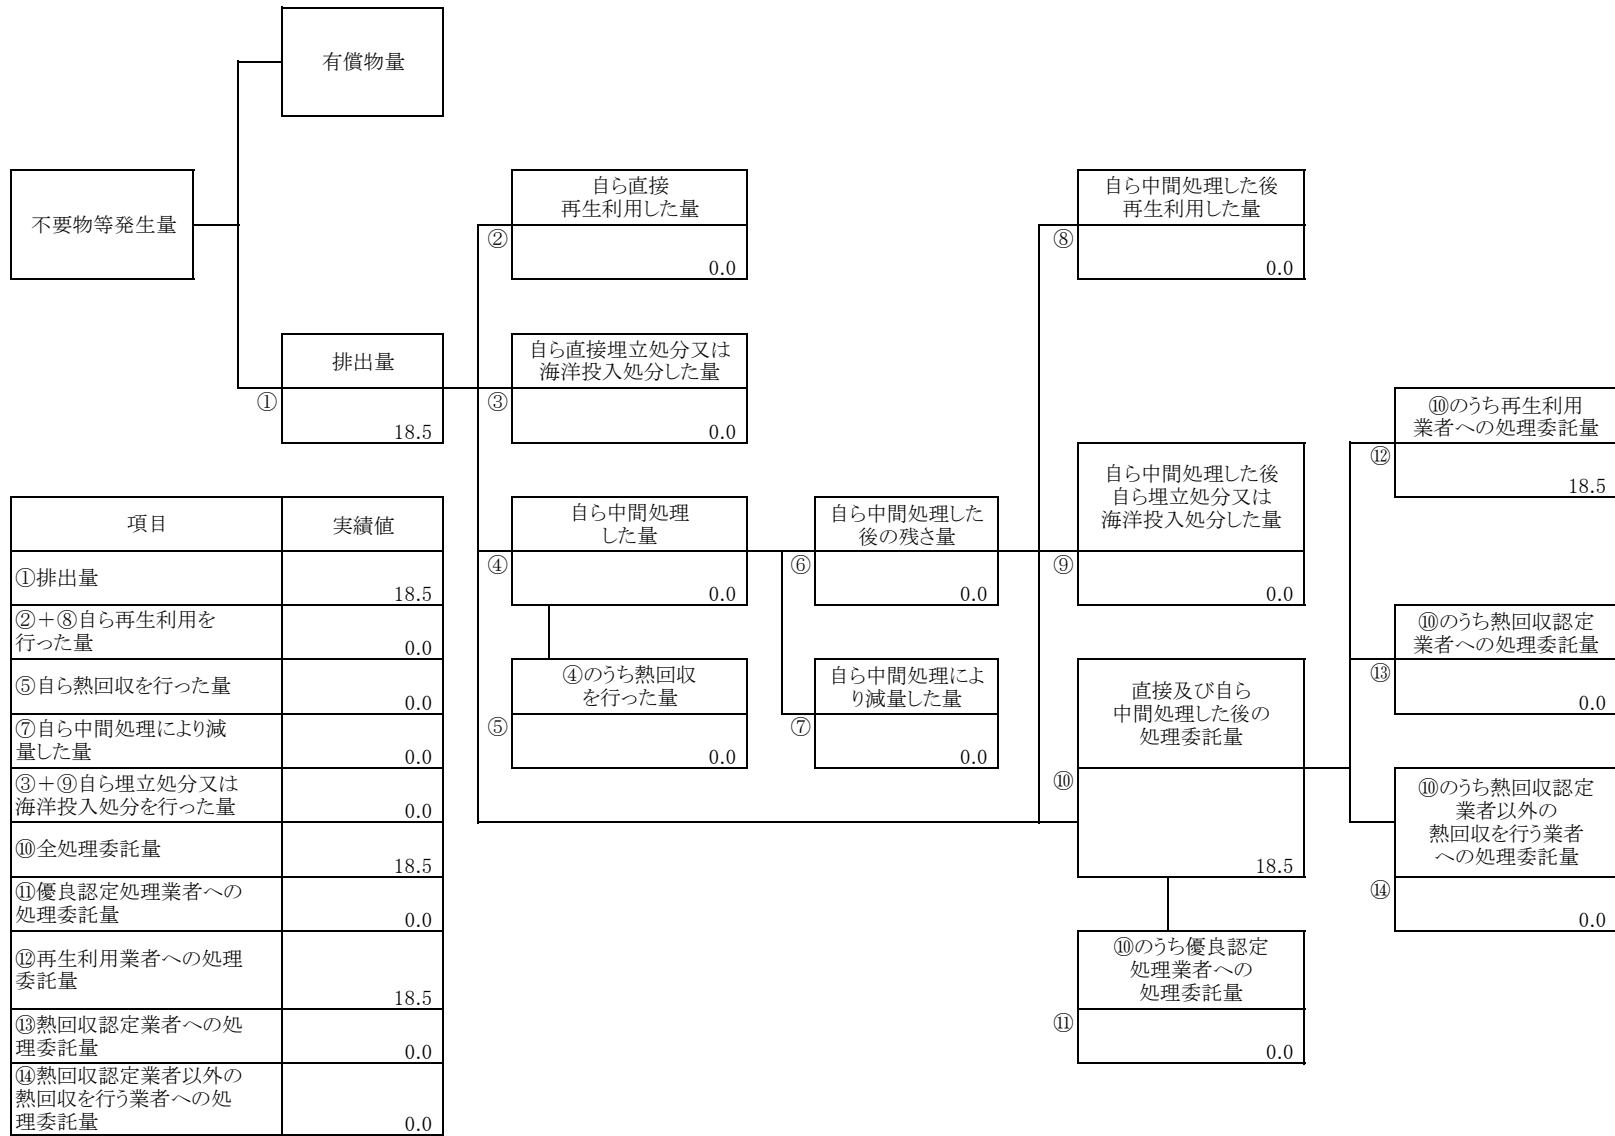 有償物量
不要物等発生量
自ら直接
再生利用した量
②
0.0
自ら中間処理した後
再生利用した量
⑧
0.0
排出量
①
18.5
自ら直接埋立処分又は
海洋投入処分した量
③
0.0
⑩のうち再生利用
業者への処理委託量
⑫
18.5
自ら中間処理した後
自ら埋立処分又は
海洋投入処分した量
⑨
0.0
自ら中間処理
した量
④
0.0
自ら中間処理した
後の残さ量
⑥
0.0
⑩のうち熱回収認定
業者への処理委託量
⑬
0.0
④のうち熱回収
を行った量
⑤
0.0
自ら中間処理によ
り減量した量
⑦
0.0
直接及び自ら
中間処理した後の
処理委託量
⑩
18.5
⑩のうち熱回収認定
業者以外の
熱回収を行う業者
への処理委託量
⑭
0.0
⑩のうち優良認定
処理業者への
処理委託量
⑪
0.0
項目 実績値
①排出量 18.5
②+⑧自ら再生利用を
行った量 0.0
⑤自ら熱回収を行った量 0.0
⑦自ら中間処理により減
量した量 0.0
③+⑨自ら埋立処分又は
海洋投入処分を行った量 0.0
⑩全処理委託量 18.5
⑪優良認定処理業者への
処理委託量 0.0
⑫再生利用業者への処理
委託量 18.5
⑬熱回収認定業者への処
理委託量 0.0
⑭熱回収認定業者以外の
熱回収を行う業者への処
理委託量 0.0